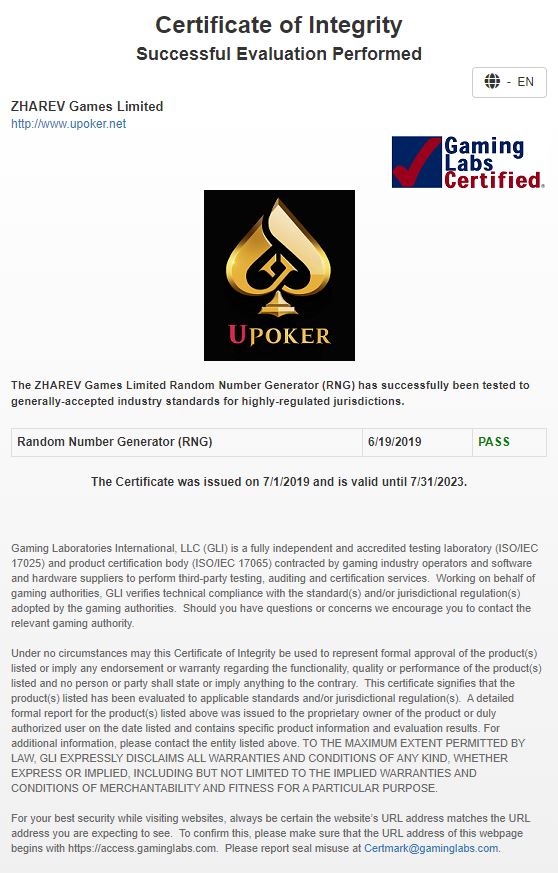 Certificate of Integrity
Successful Evaluation Performed
- EN
ZHAREV Games Limited
http://www.upoker.net
Gaming
Labs
Certified®
UPOKER
The ZHAREV Games Limited Random Number Generator (RNG) has successfully been tested to
generally-accepted industry standards for highly-regulated jurisdictions.
Random Number Generator (RNG) 6/19/2019 PASS
The Certificate was issued on 7/1/2019 and is valid until 7/31/2023.
Gaming Laboratories International, LLC (GLI) is a fully independent and accredited testing laboratory (ISO/IEC
17025) and product certification body (ISO/IEC 17065) contracted by gaming industry operators and software
and hardware suppliers to perform third-party testing, auditing and certification services. Working on behalf of
gaming authorities, GLI verifies technical compliance with the standard(s) and/or jurisdictional regulation(s)
adopted by the gaming authorities. Should you have questions or concerns we encourage you to contact the
relevant gaming authority.
Under no circumstances may this Certificate of Integrity be used to represent formal approval of the product(s)
listed or imply any endorsement or warranty regarding the functionality, quality or performance of the product(s)
listed and no person or party shall state or imply anything to the contrary. This certificate signifies that the
product(s) listed has been evaluated to applicable standards and/or jurisdictional regulation(s). A detailed
formal report for the product(s) listed above was issued to the proprietary owner of the product or duly
authorized user on the date listed and contains specific product information and evaluation results. For
additional information, please contact the entity listed above. TO THE MAXIMUM EXTENT PERMITTED BY
LAW, GLI EXPRESSLY DISCLAIMS ALL WARRANTIES AND CONDITIONS OF ANY KIND, WHETHER
EXPRESS OR IMPLIED, INCLUDING BUT NOT LIMITED TO THE IMPLIED WARRANTIES AND
CONDITIONS OF MERCHANTABILITY AND FITNESS FOR A PARTICULAR PURPOSE.
For your best security while visiting websites, always be certain the website's URL address matches the URL
address you are expecting to see. To confirm this, please make sure that the URL address of this webpage
begins with https://access.gaminglabs.com. Please report seal misuse at Certmark@gaminglabs.com.